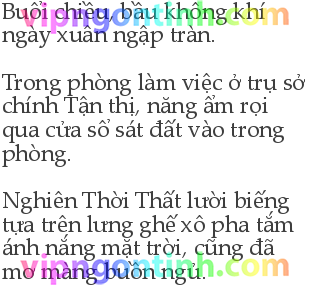 Buổi chiều, bầu không khí
ngày xuân ngập tràn.
Trong phòng làm việc ở trụ sở
chính Tận thị, nắng ấm rọi
qua cửa sổ sát đất vào trong
phòng.
Nghiên Thời Thất lười biếng
tựa trên lưng ghế xô pha tắm
ánh nắng mặt trời, cũng đã
mơ màng buồn ngủ.
vipngontinh.com
vipngontinh.com